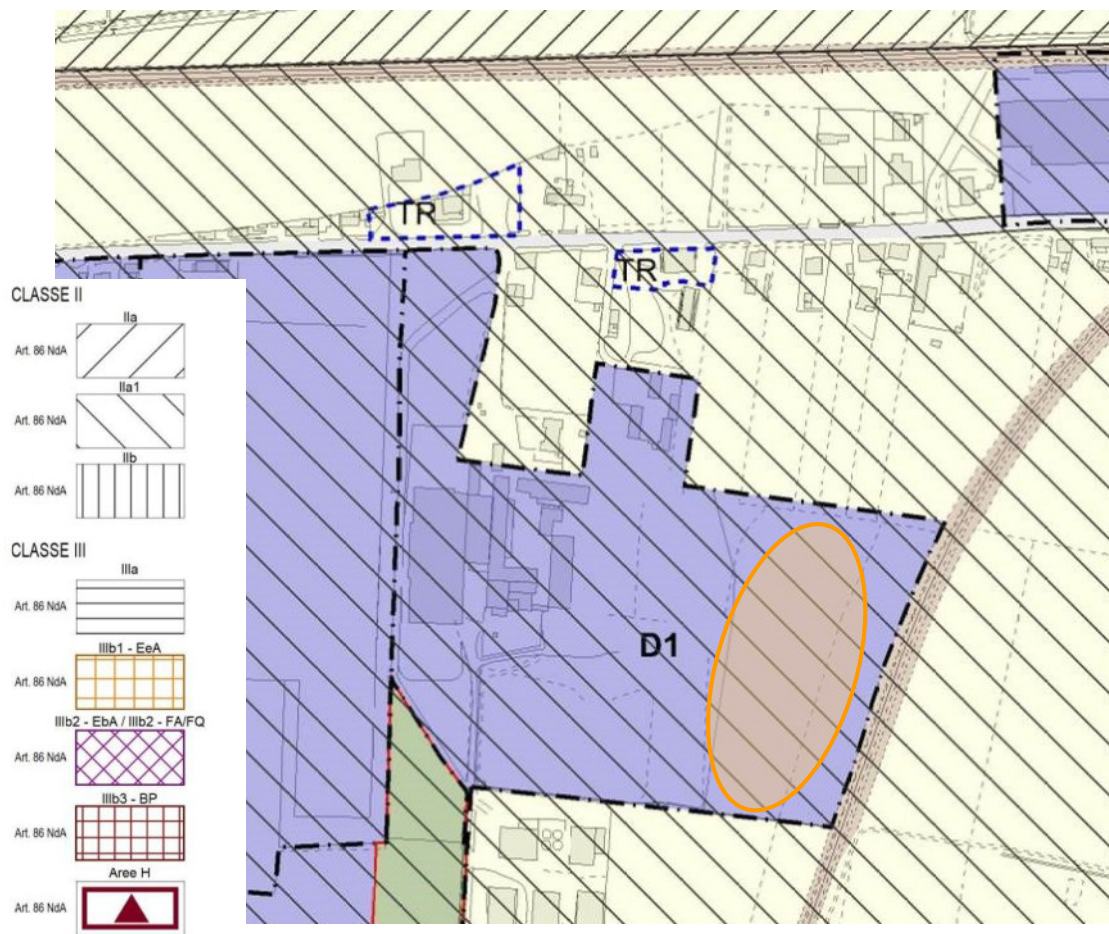 TR
TR
D1
CLASSE II
IIa
Art. 86 NdA
IIa1
Art. 86 NdA
IIb
Art. 86 NdA
CLASSE III
IIIa
Art. 86 NdA
IIIb1 - EeA
Art. 86 NdA
IIIb2 - EbA / IIIb2 - FA/FQ
Art. 86 NdA
IIIb3 - BP
Art. 86 NdA
Aree H
Art. 86 NdA